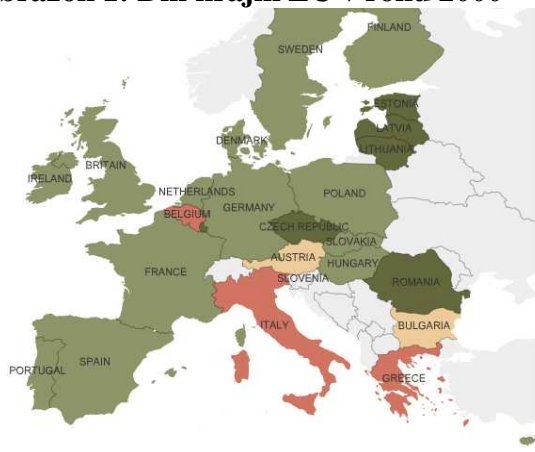 FINLAND
SWEDEN
ESTONIA
LATVIA
DENMARK
LITHUANIA
BRITAIN
IRELAND
NETHERLANDS
POLAND
GERMANY
BELGIUM
CZECH REPUBLIC
SLOVAKIA
AUSTRIA
HUNGARY
FRANCE
SLOVENIA
ROMANIA
ITALY
BULGARIA
SPAIN
PORTUGAL
GREECE